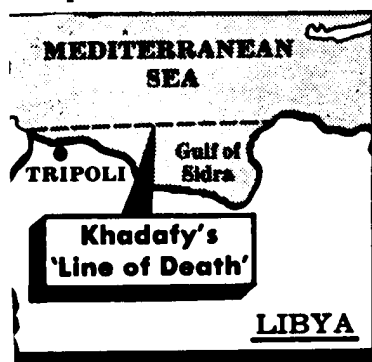 MEDITERRANEAN
SEA
Gulf of
Sidra
TRIPOLI
Khadafy's
'Line of Death'
LIBYA